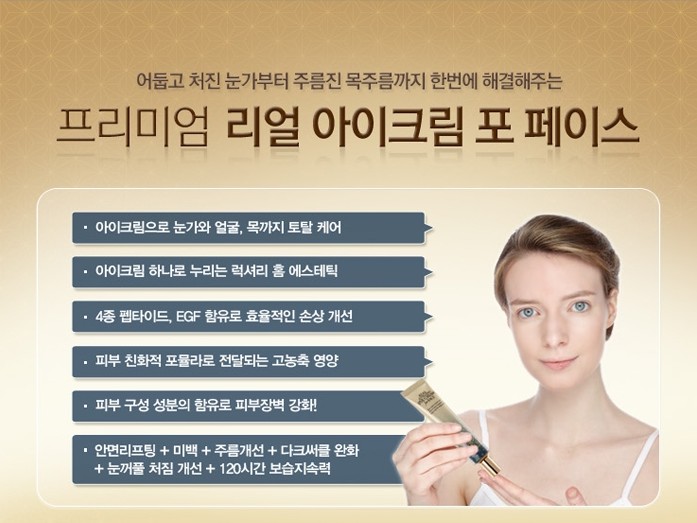 어둡고 처진 눈가부터 주름진 목주름까지 한번에 해결해주는
프리미엄 리얼 아이크림 포 페이스
· 아이크림으로 눈가와 얼굴, 목까지 토탈 케어
· 아이크림 하나로 누리는 럭셔리 홈 에스테틱
· 4종 펩타이드, EGF 함유로 효율적인 손상 개선
· 피부 친화적 포뮬라로 전달되는 고농축 영양
· 피부 구성 성분의 함유로 피부장벽 강화!
· 안면리프팅 + 미백 + 주름개선 + 다크써클 완화
+ 눈꺼풀 처짐 개선 + 120시간 보습지속력